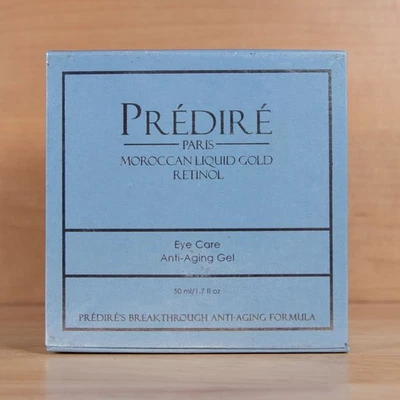 PRÉDIRÉ
PARIS
MOROCCAN LIQUID GOLD
RETINOL
Eye Care
Anti-Aging Gel
50 ml/1.7 fl oz
PRÉDIRÉ'S BREAKTHROUGH ANTI-AGING FORMULA